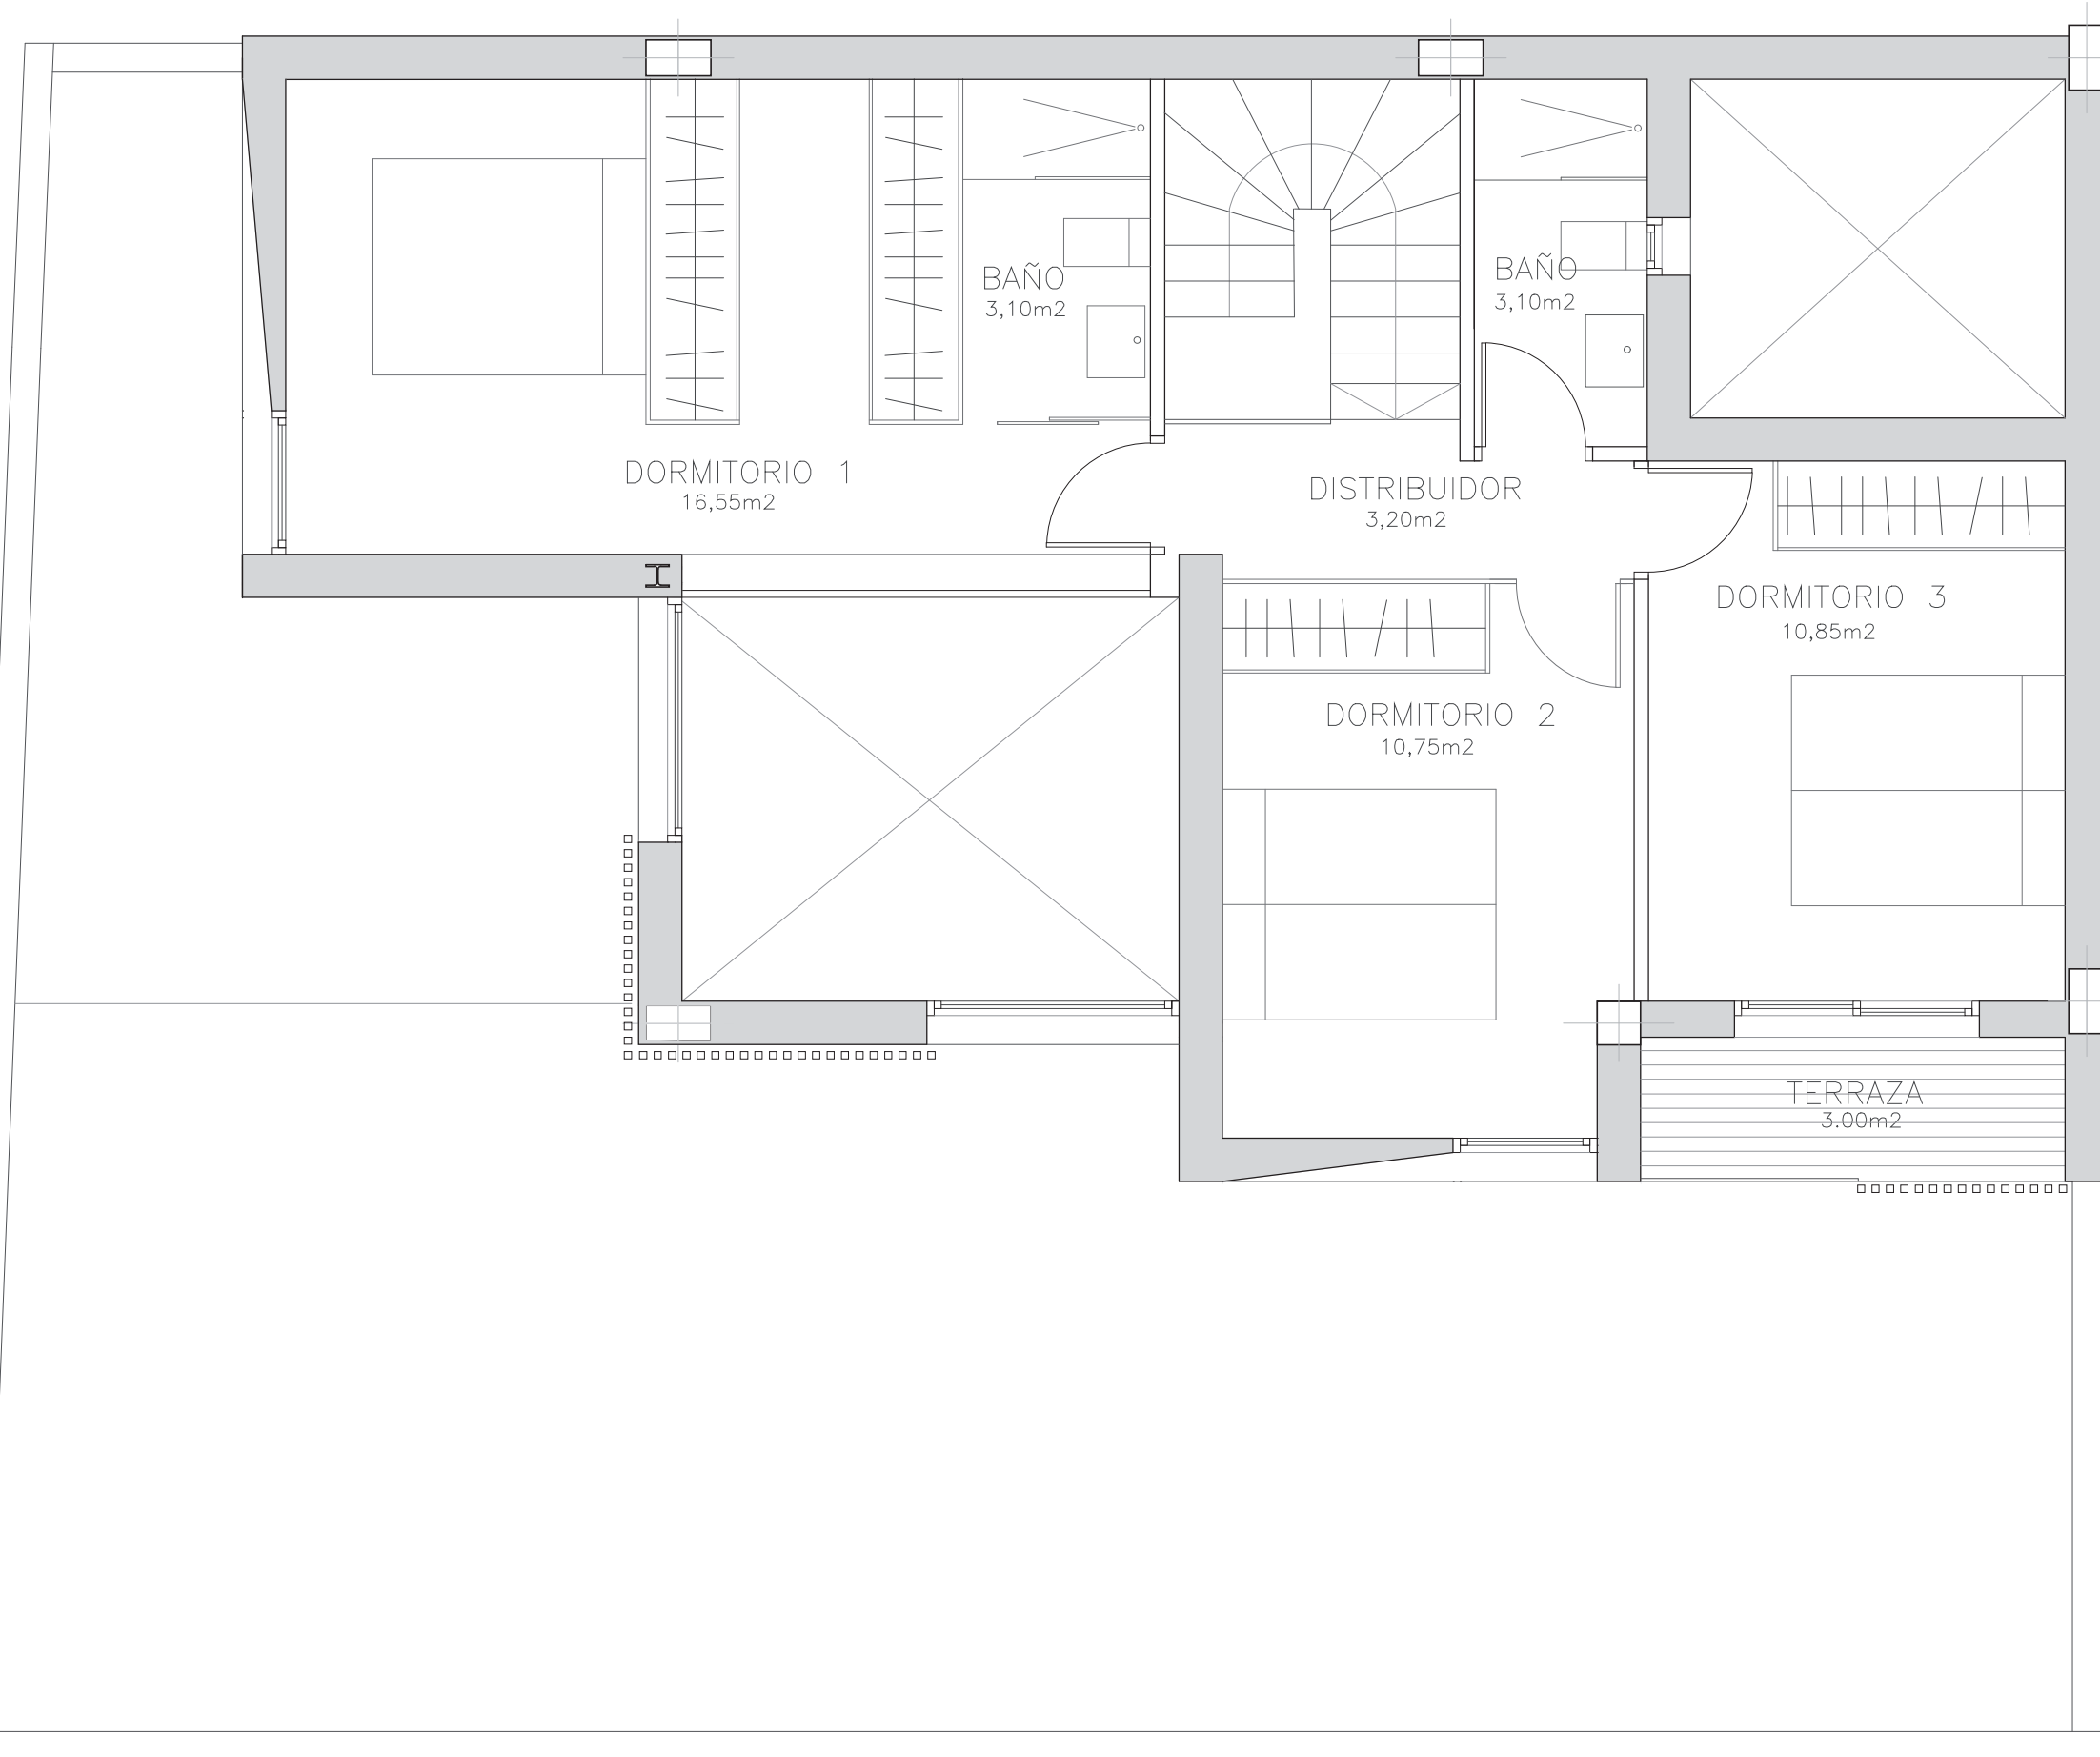 BAÑO
3,10m2
BAÑO
3,10m2
DORMITORIO 1
16,55m2
DISTRIBUIDOR
3,20m2
DORMITORIO 3
10,85m2
DORMITORIO 2
10,75m2
TERRAZA
3.00m2